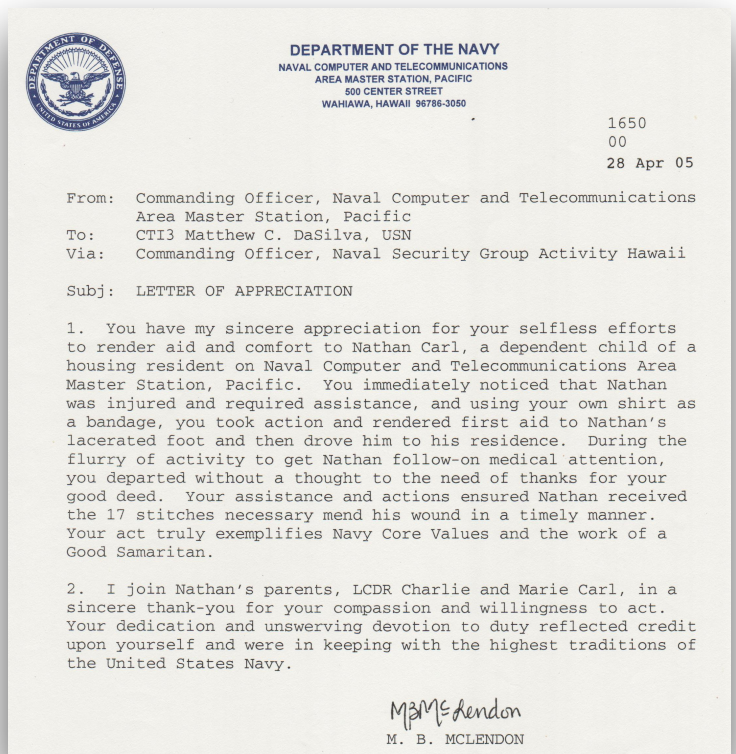 DEPARTMENT OF DEFENSE
UNITED STATES OF AMERICA
DEPARTMENT OF THE NAVY
NAVAL COMPUTER AND TELECOMMUNICATIONS
AREA MASTER STATION, PACIFIC
500 CENTER STREET
WAHIAWA, HAWAII 96786-3050
1650
00
28 Apr 05
From: Commanding Officer, Naval Computer and Telecommunications
Area Master Station, Pacific
To: CTI3 Matthew C. DaSilva, USN
Via: Commanding Officer, Naval Security Group Activity Hawaii
Subj: LETTER OF APPRECIATION
1. You have my sincere appreciation for your selfless efforts
to render aid and comfort to Nathan Carl, a dependent child of a
housing resident on Naval Computer and Telecommunications Area
Master Station, Pacific. You immediately noticed that Nathan
was injured and required assistance, and using your own shirt as
a bandage, you took action and rendered first aid to Nathan's
lacerated foot and then drove him to his residence. During the
flurry of activity to get Nathan follow-on medical attention,
you departed without a thought to the need of thanks for your
good deed. Your assistance and actions ensured Nathan received
the 17 stitches necessary mend his wound in a timely manner.
Your act truly exemplifies Navy Core Values and the work of a
Good Samaritan.
2. I join Nathan's parents, LCDR Charlie and Marie Carl, in a
sincere thank-you for your compassion and willingness to act.
Your dedication and unswerving devotion to duty reflected credit
upon yourself and were in keeping with the highest traditions of
the United States Navy.
MBMcLendon
M. B. MCLENDON